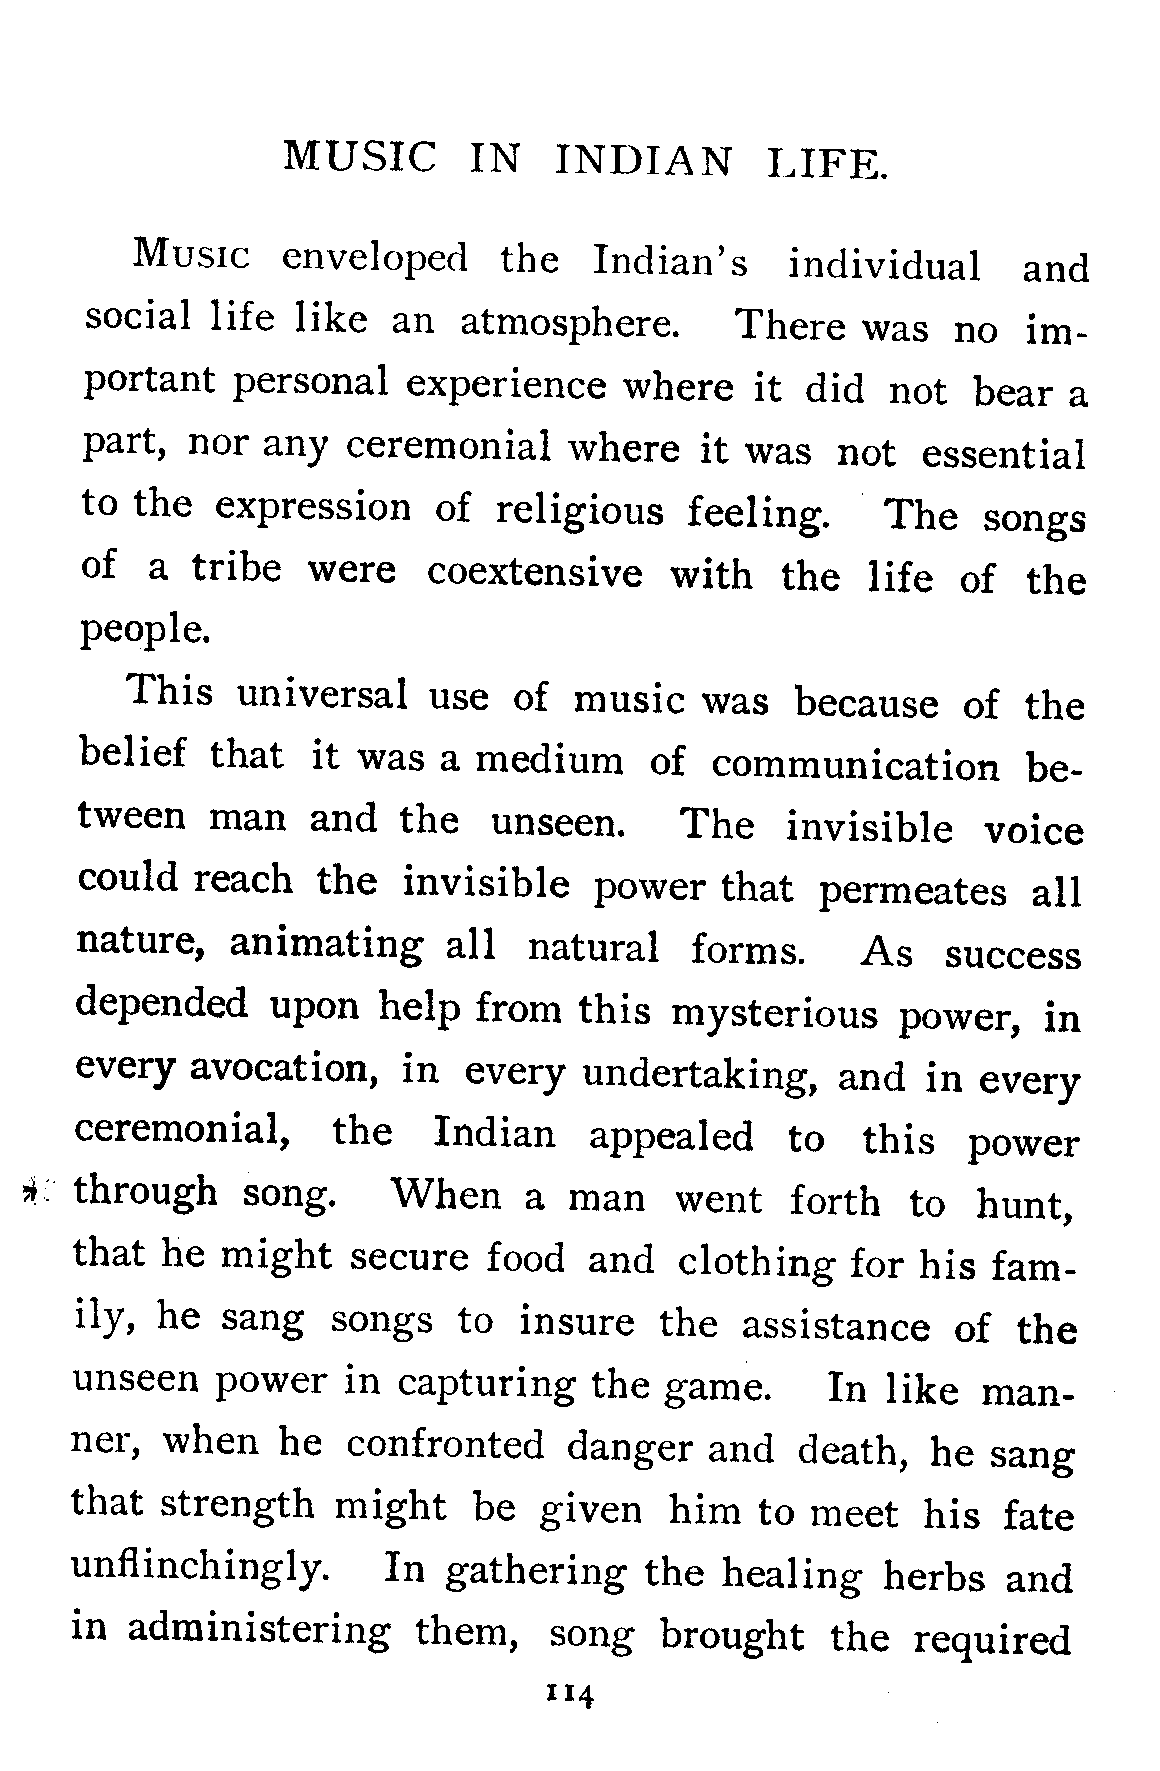 MUSIC IN INDIAN LIFE.
Music enveloped the Indian's individual and
social life like an atmosphere. There was no im-
portant personal experience where it did not bear a
part, nor any ceremonial where it was not essential
to the expression of religious feeling. The songs
of a tribe were coextensive with the life of the
people.
This universal use of music was because of the
belief that it was a medium of communication be-
tween man and the unseen. The invisible voice
could reach the invisible power that permeates all
nature, animating all natural forms. As success
depended upon help from this mysterious power, in
every avocation, in every undertaking, and in every
ceremonial, the Indian appealed to this power
through song. When a man went forth to hunt,
that he might secure food and clothing for his fam-
ily, he sang songs to insure the assistance of the
unseen power in capturing the game. In like man-
ner, when he confronted danger and death, he sang
that strength might be given him to meet his fate
unflinchingly. In gathering the healing herbs and
in administering them, song brought the required
114